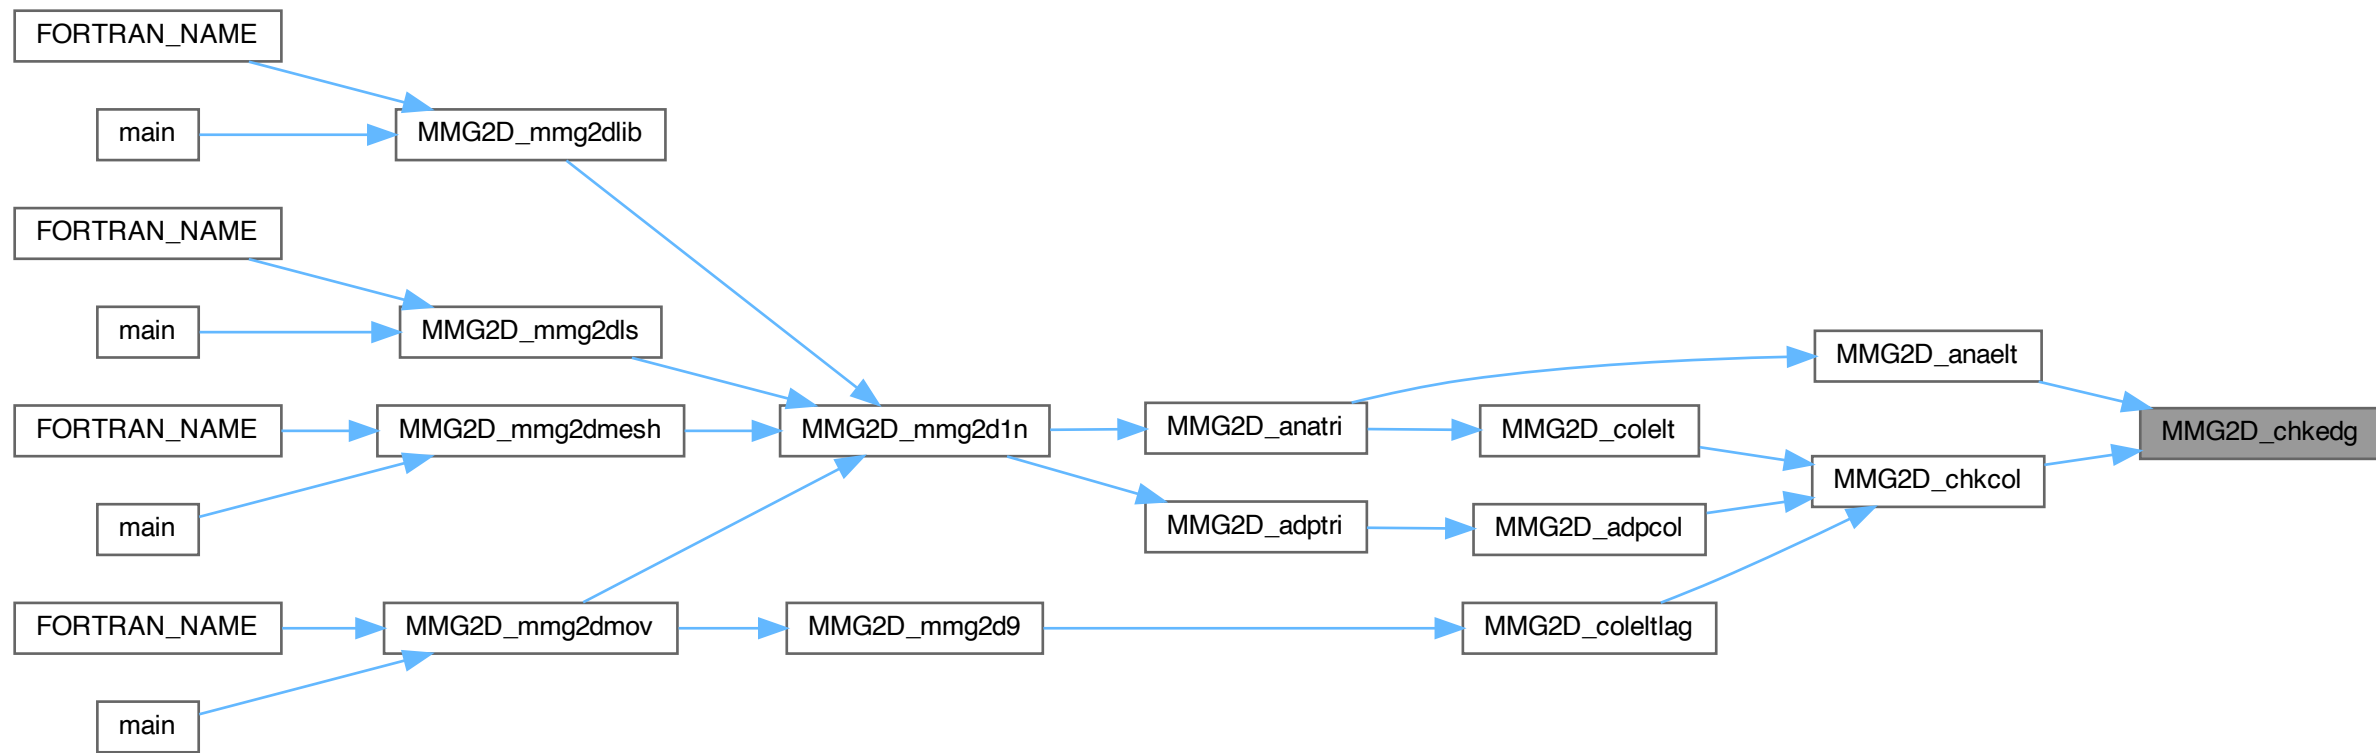 FORTRAN_NAME
main
MMG2D_mmg2dlib
FORTRAN_NAME
main
MMG2D_mmg2dls
FORTRAN_NAME
main
MMG2D_mmg2dmesh
FORTRAN_NAME
main
MMG2D_mmg2dmov
MMG2D_mmg2d1n
MMG2D_mmg2d9
MMG2D_anatri
MMG2D_adptri
MMG2D_colelt
MMG2D_adpcol
MMG2D_coleltlag
MMG2D_anaelt
MMG2D_chkcol
MMG2D_chkedg